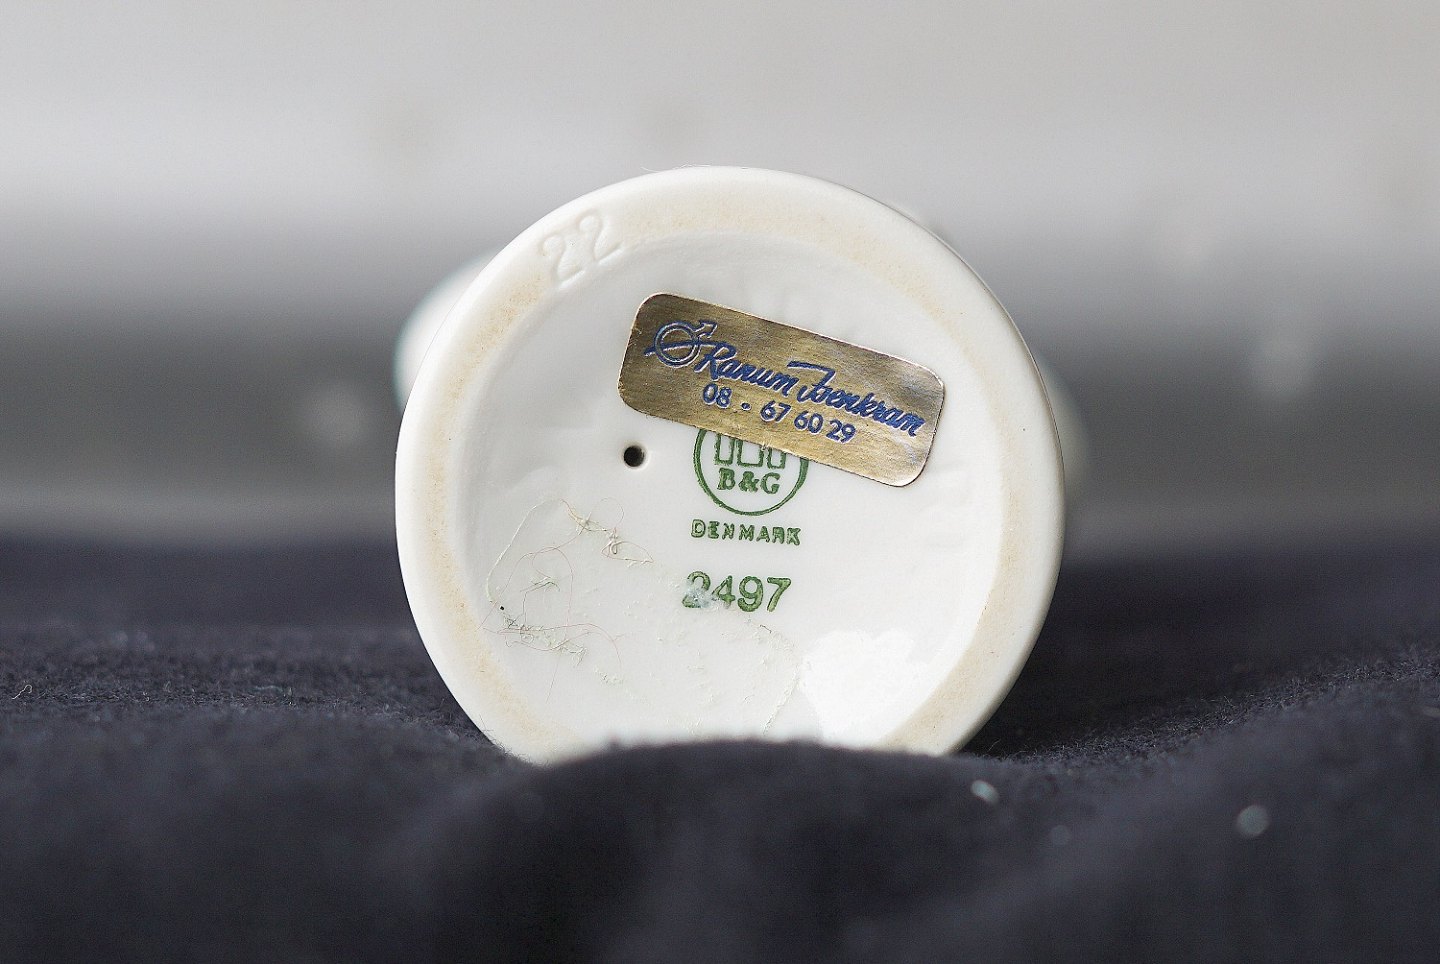 22
Ranum Isenkram
08 · 67 60 29
B&G
DENMARK
2497